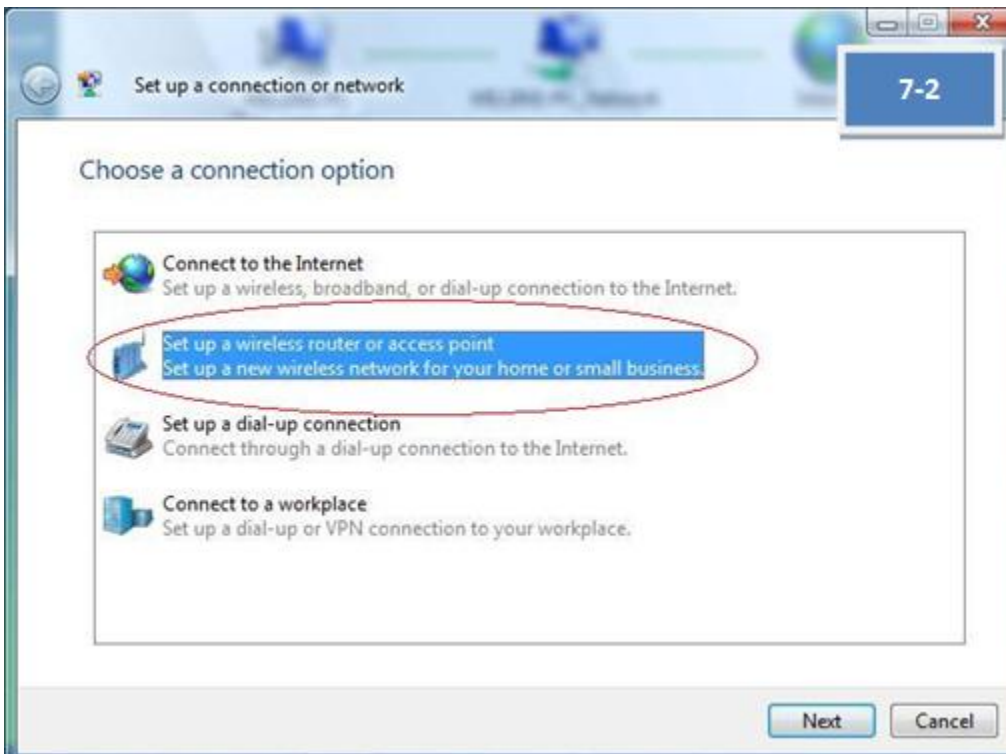 Set up a connection or network
7-2
Choose a connection option
Connect to the Internet
Set up a wireless, broadband, or dial-up connection to the Internet.
Set up a wireless router or access point
Set up a new wireless network for your home or small business.
Set up a dial-up connection
Connect through a dial-up connection to the Internet.
Connect to a workplace
Set up a dial-up or VPN connection to your workplace.
Next
Cancel